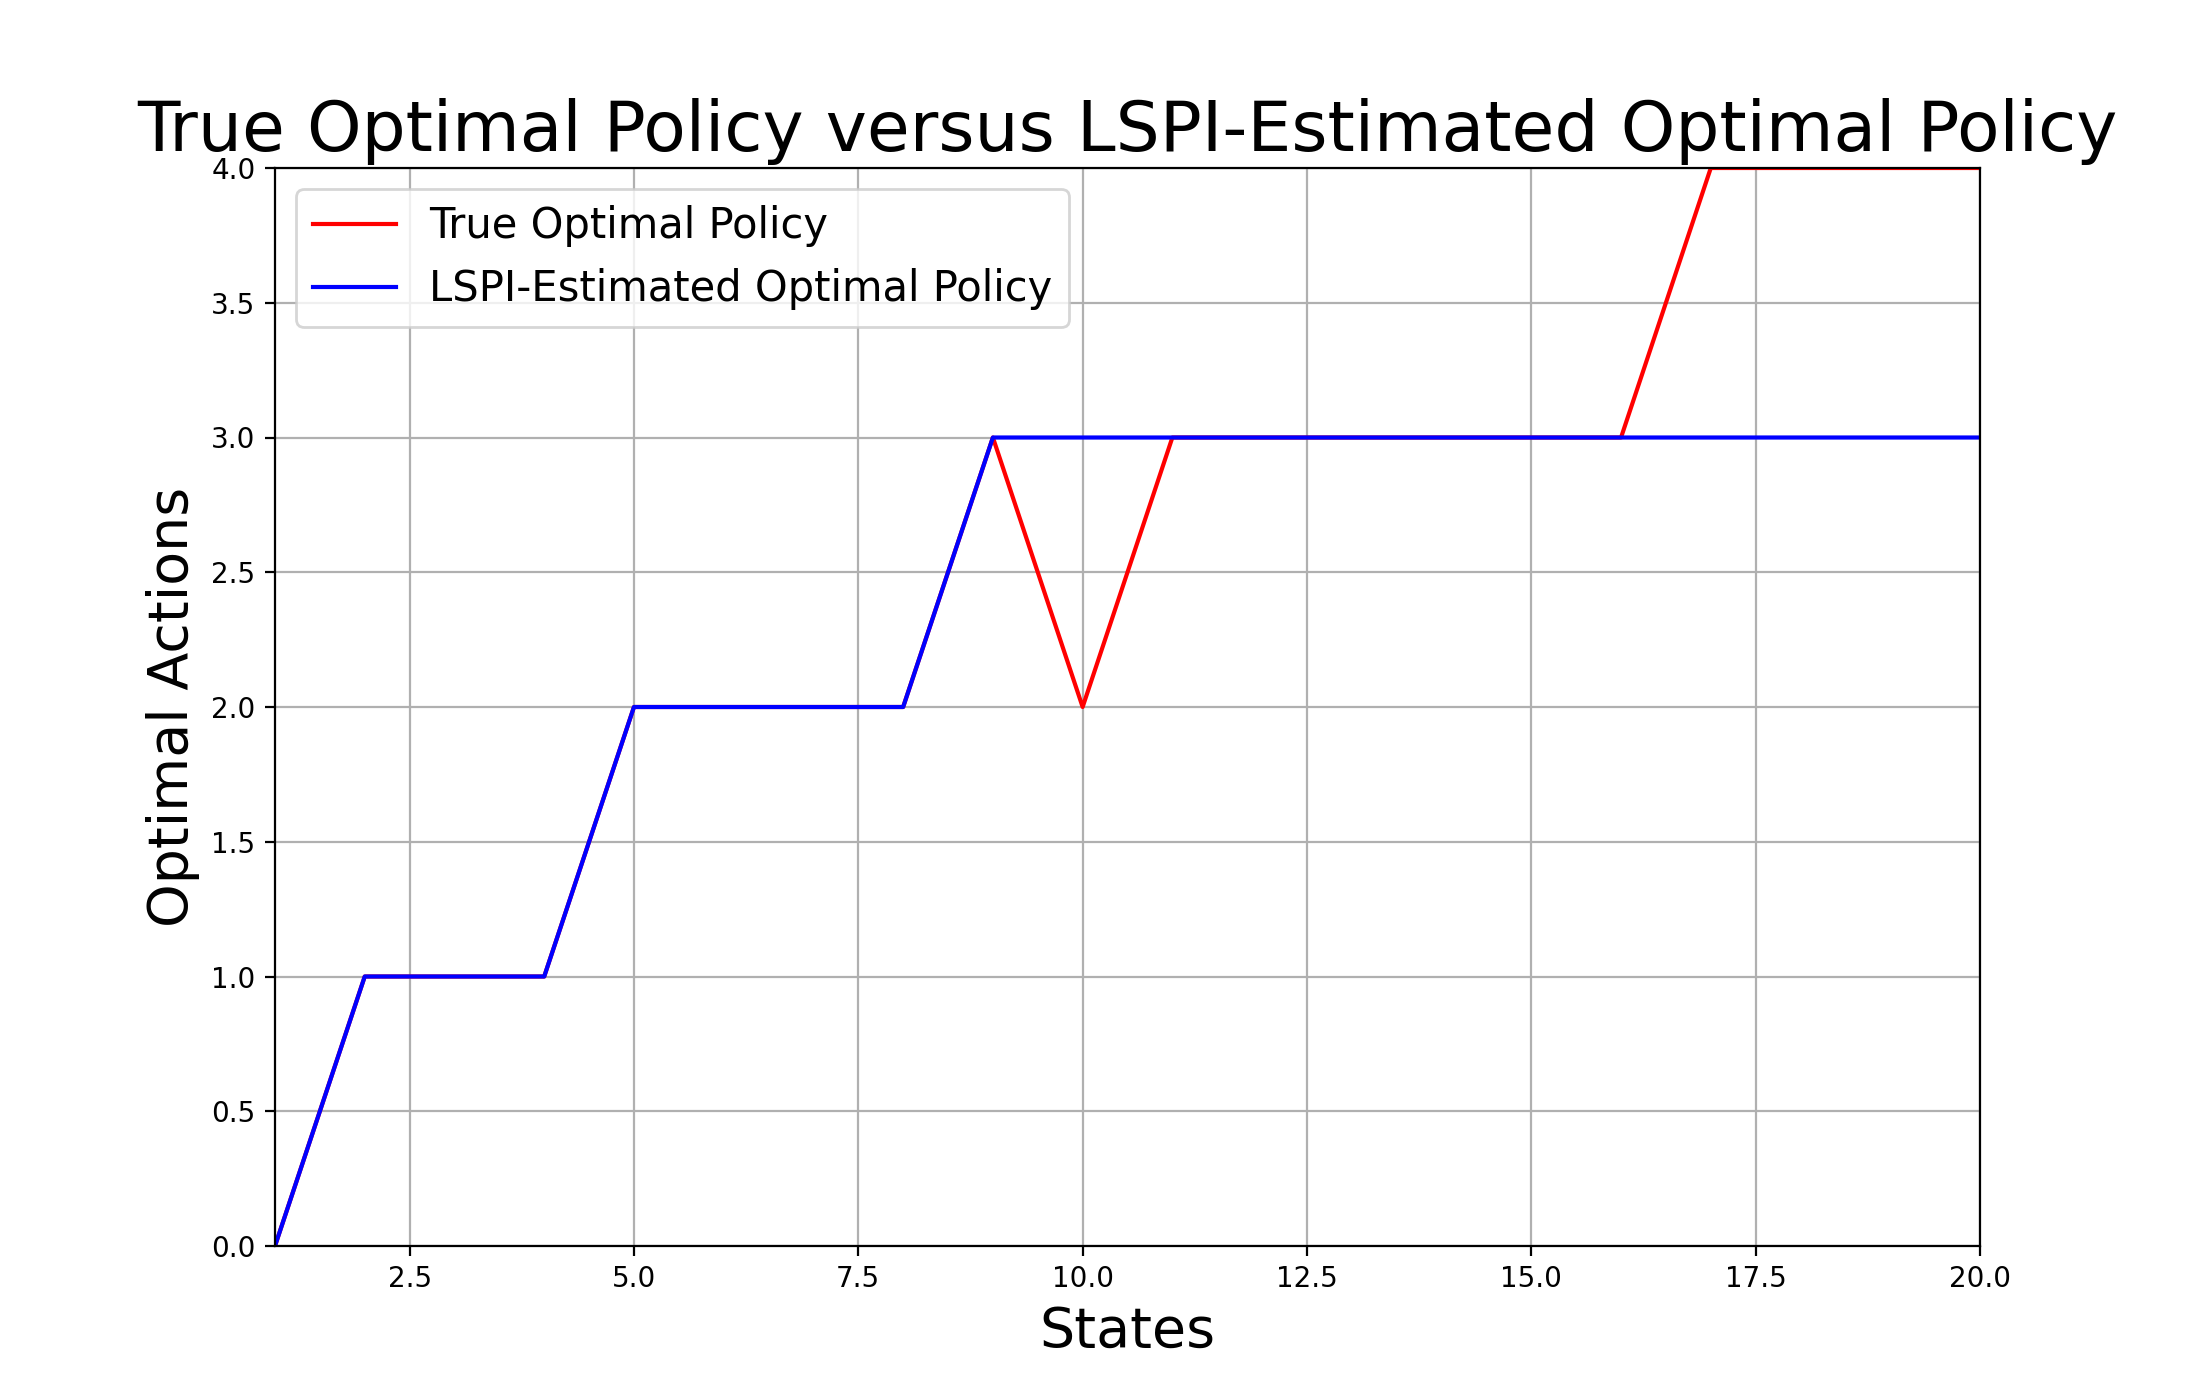 True Optimal Policy versus LSPI-Estimated Optimal Policy
True Optimal Policy
LSPI-Estimated Optimal Policy
Optimal Actions
4.0
3.5
3.0
2.5
2.0
1.5
1.0
0.5
0.0
2.5 5.0 7.5 10.0 12.5 15.0 17.5 20.0
States